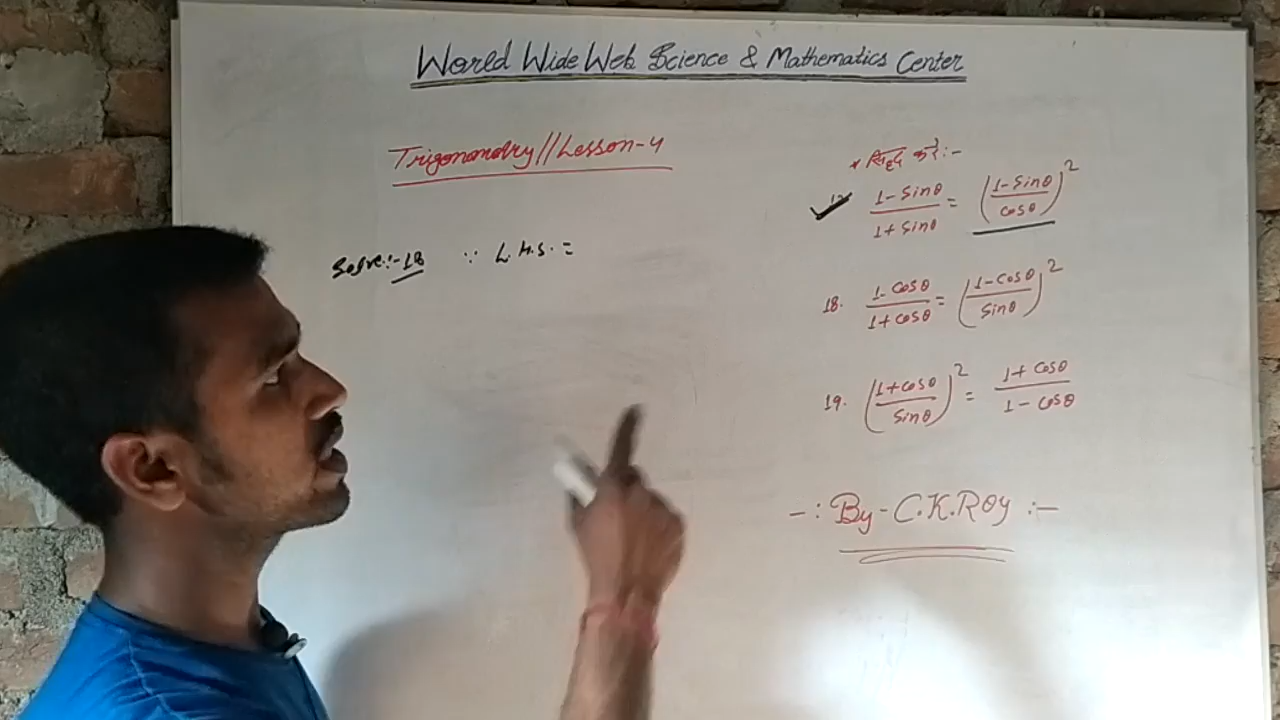 World Wide Web Science & Mathematics Center
Trigonometry//Lesson-4
* सिद्ध करें:-
(1-Sinθ)/(1+Sinθ) = ((1-Sinθ)/Cosθ)²
Solve:-18 ∵ L.H.S. =
18. (1-Cosθ)/(1+Cosθ) = ((1-Cosθ)/Sinθ)²
19. ((1+Cosθ)/Sinθ)² = (1+Cosθ)/(1-Cosθ)
-: By - C.K.Roy :-